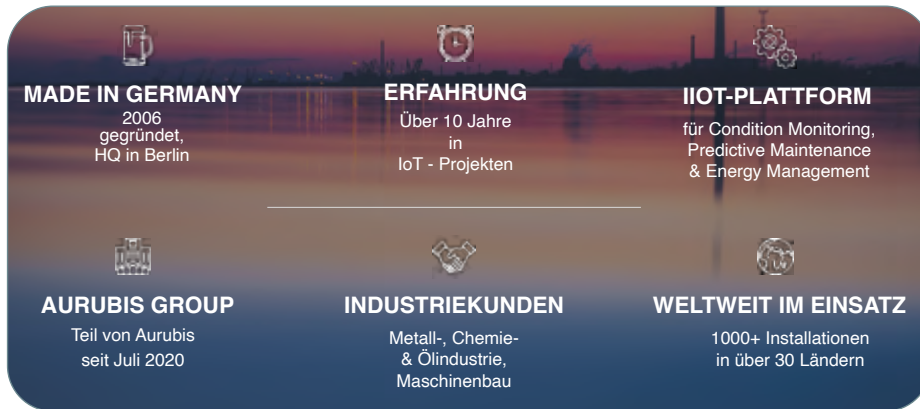 MADE IN GERMANY
2006
gegründet,
HQ in Berlin
ERFAHRUNG
Über 10 Jahre
in
IoT - Projekten
IIOT-PLATTFORM
für Condition Monitoring,
Predictive Maintenance
& Energy Management
AURUBIS GROUP
Teil von Aurubis
seit Juli 2020
INDUSTRIEKUNDEN
Metall-, Chemie-
& Ölindustrie,
Maschinenbau
WELTWEIT IM EINSATZ
1000+ Installationen
in über 30 Ländern